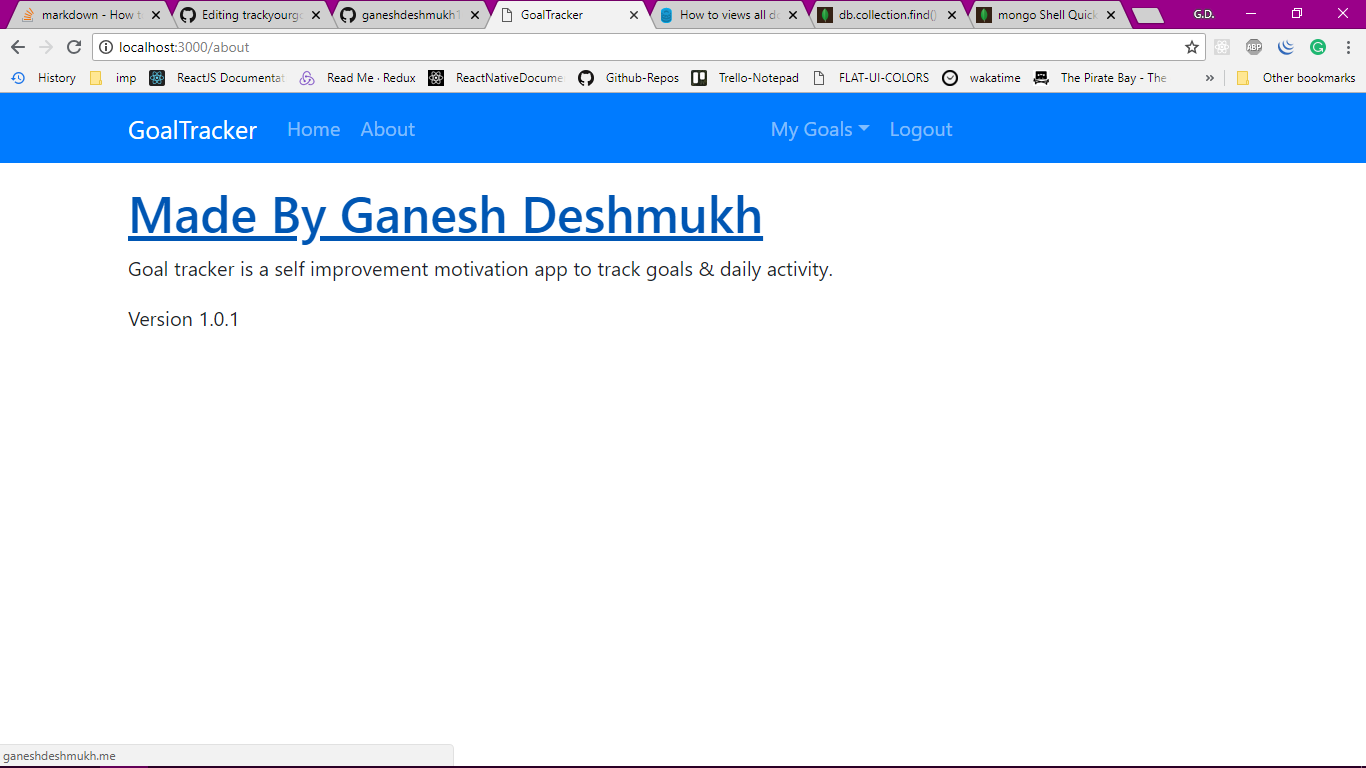 markdown - How t
Editing trackyourgo
ganeshdeshmukh1
GoalTracker
How to views all do
db.collection.find()
mongo Shell Quick
G.D.
localhost:3000/about
ABP
History
imp
ReactJS Documentat
Read Me · Redux
ReactNativeDocume
Github-Repos
Trello-Notepad
FLAT-UI-COLORS
wakatime
The Pirate Bay - The
»
Other bookmarks
GoalTracker Home About My Goals Logout
Made By Ganesh Deshmukh
Goal tracker is a self improvement motivation app to track goals & daily activity.
Version 1.0.1
ganeshdeshmukh.me